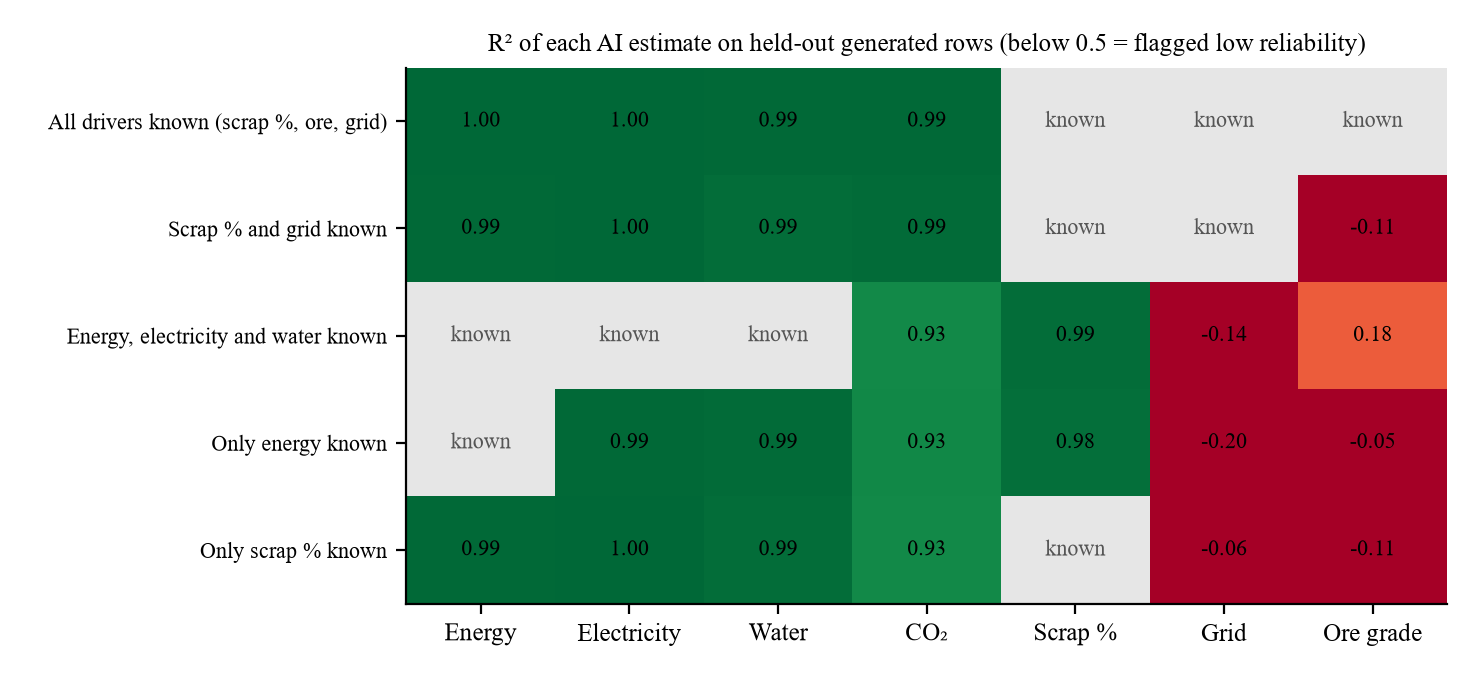 R² of each AI estimate on held-out generated rows (below 0.5 = flagged low reliability)
All drivers known (scrap %, ore, grid) 1.00 1.00 0.99 0.99 known known known
Scrap % and grid known 0.99 1.00 0.99 0.99 known known -0.11
Energy, electricity and water known known known known 0.93 0.99 -0.14 0.18
Only energy known known 0.99 0.99 0.93 0.98 -0.20 -0.05
Only scrap % known 0.99 1.00 0.99 0.93 known -0.06 -0.11
Energy Electricity Water CO₂ Scrap % Grid Ore grade